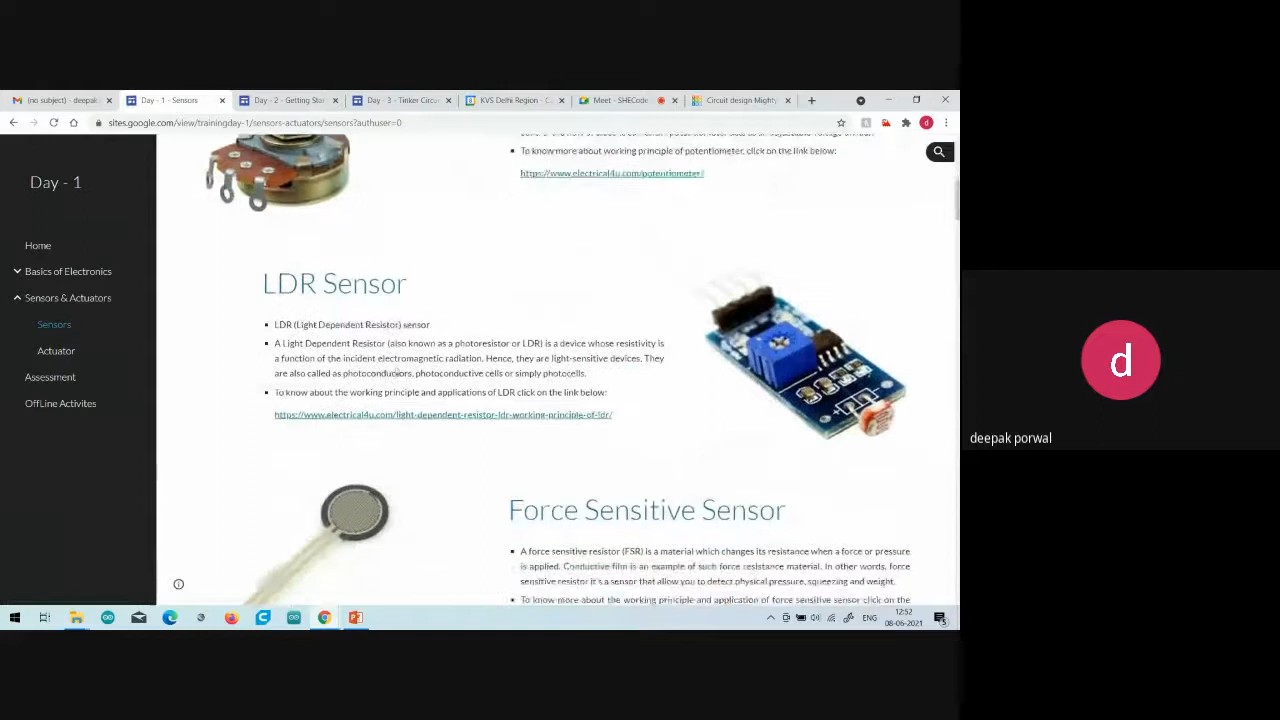 (no subject) - deepak
Day - 1 - Sensors
Day - 2 - Getting Star
Day - 3 - Tinker Circu
KVS Delhi Region - C
Meet - SHECode
Circuit design Mighty
sites.google.com/view/trainingday-1/sensors-actuators/sensors?authuser=0
Day - 1
Home
Basics of Electronics
Sensors & Actuators
Sensors
Actuator
Assessment
OffLine Activites
To know more about working principle of potentiometer, click on the link below:
https://www.electrical4u.com/potentiometer/
LDR Sensor
LDR (Light Dependent Resistor) sensor
A Light Dependent Resistor (also known as a photoresistor or LDR) is a device whose resistivity is
a function of the incident electromagnetic radiation. Hence, they are light-sensitive devices. They
are also called as photoconductors, photoconductive cells or simply photocells.
To know about the working principle and applications of LDR click on the link below:
https://www.electrical4u.com/light-dependent-resistor-ldr-working-principle-of-ldr/
Force Sensitive Sensor
A force sensitive resistor (FSR) is a material which changes its resistance when a force or pressure
is applied. Conductive film is an example of such force resistance material. In other words, force
sensitive resistor it's a sensor that allow you to detect physical pressure, squeezing and weight.
To know more about the working principle and application of force sensitive sensor click on the
ENG
12:52
08-06-2021
d
deepak porwal